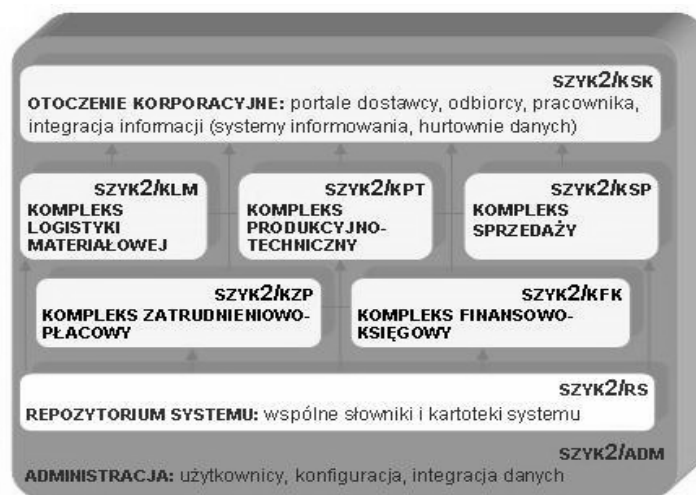 SZYK2/KSK
OTOCZENIE KORPORACYJNE: portale dostawcy, odbiorcy, pracownika,
integracja informacji (systemy informowania, hurtownie danych)
SZYK2/KLM
KOMPLEKS
LOGISTYKI
MATERIAŁOWEJ
SZYK2/KPT
KOMPLEKS
PRODUKCYJNO-
TECHNICZNY
SZYK2/KSP
KOMPLEKS
SPRZEDAŻY
SZYK2/KZP
KOMPLEKS ZATRUDNIENIOWO-
PŁACOWY
SZYK2/KFK
KOMPLEKS FINANSOWO-
KSIĘGOWY
SZYK2/RS
REPOZYTORIUM SYSTEMU: wspólne słowniki i kartoteki systemu
SZYK2/ADM
ADMINISTRACJA: użytkownicy, konfiguracja, integracja danych